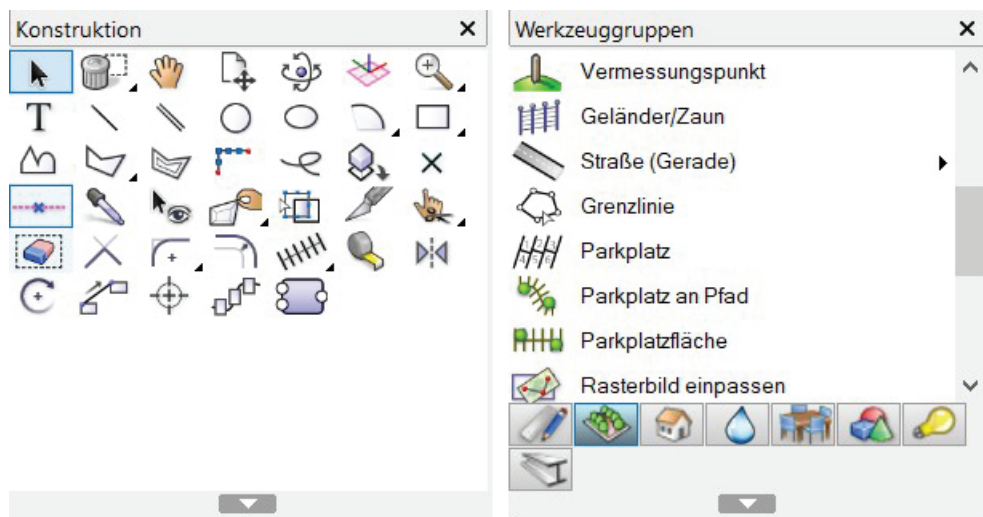 Konstruktion
Werkzeuggruppen
Vermessungspunkt
Geländer/Zaun
Straße (Gerade)
Grenzlinie
Parkplatz
Parkplatz an Pfad
Parkplatzfläche
Rasterbild einpassen